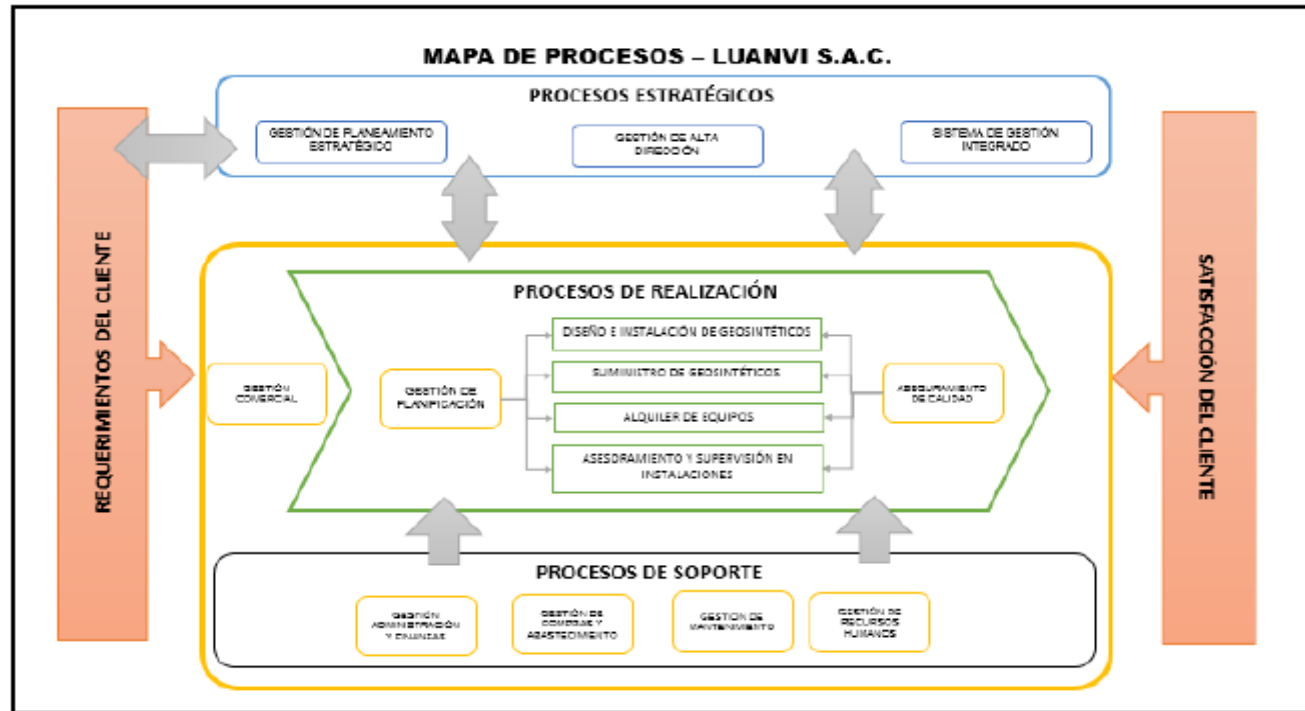 MAPA DE PROCESOS – LUANVI S.A.C.
PROCESOS ESTRATÉGICOS
GESTIÓN DE PLANEAMIENTO
ESTRATÉGICO
GESTIÓN DE ALTA
DIRECCIÓN
SISTEMA DE GESTIÓN
INTEGRADO
REQUERIMIENTOS DEL CLIENTE
PROCESOS DE REALIZACIÓN
GESTIÓN
COMERCIAL
GESTIÓN DE
PLANIFICACIÓN
DISEÑO E INSTALACIÓN DE GEOSINTÉTICOS
SUMINISTRO DE GEOSINTÉTICOS
ALQUILER DE EQUIPOS
ASESORAMIENTO Y SUPERVISIÓN EN
INSTALACIONES
ASEGURAMIENTO
DE CALIDAD
SATISFACCIÓN DEL CLIENTE
PROCESOS DE SOPORTE
GESTIÓN
ADMINISTRACIÓN
Y FINANZAS
GESTIÓN DE
COMPRAS Y
ABASTECIMIENTO
GESTIÓN DE
MANTENIMIENTO
GESTIÓN DE
RECURSOS
HUMANOS